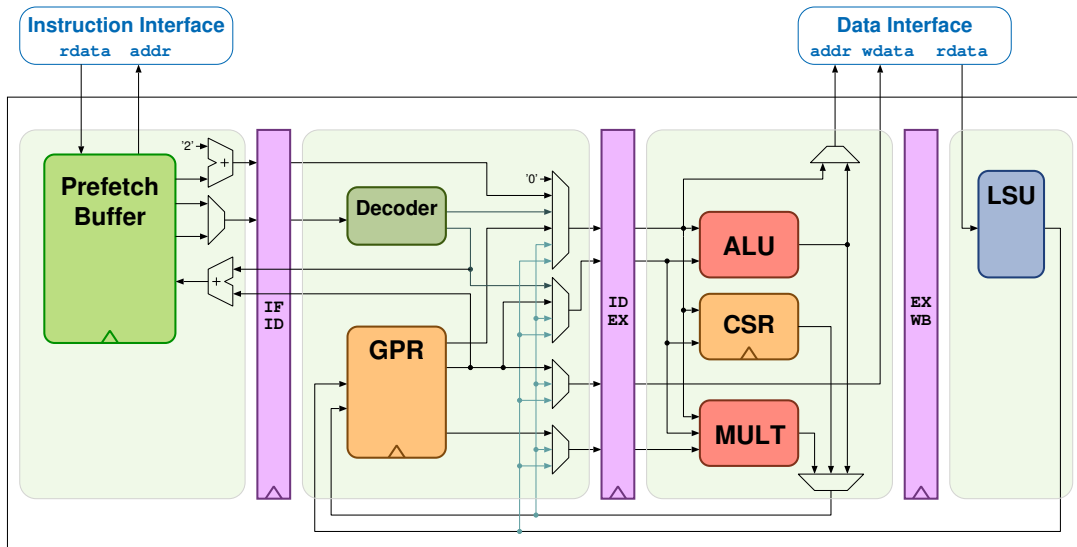 Instruction Interface
rdata addr
Data Interface
addr wdata rdata
'2'
+
Prefetch
Buffer
+
IF
ID
'0'
Decoder
GPR
ID
EX
ALU
CSR
MULT
EX
WB
LSU